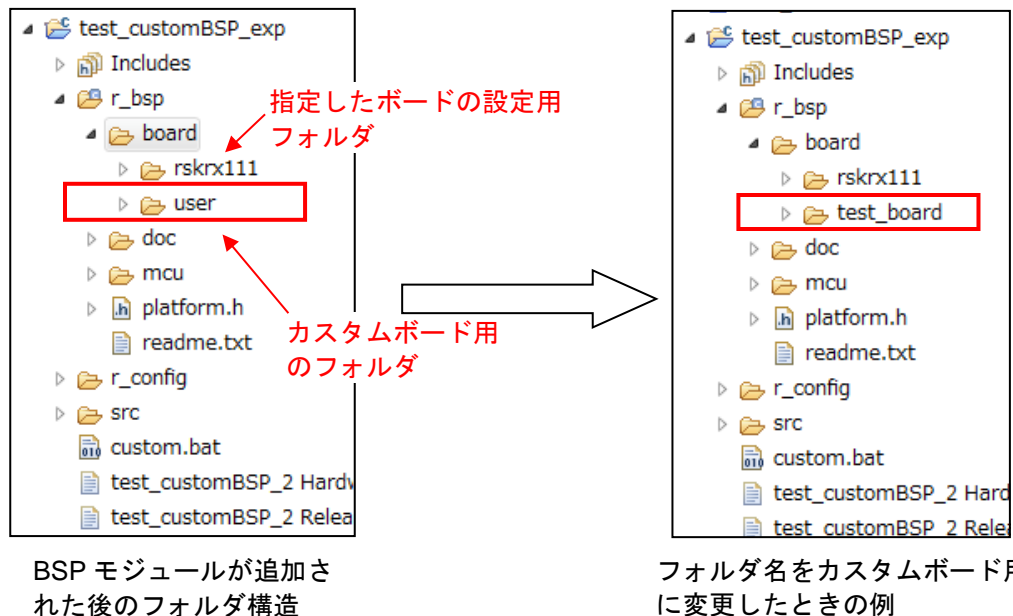 test_customBSP_exp
Includes
r_bsp
指定したボードの設定用
フォルダ
board
rskrx111
user
doc
mcu
platform.h
カスタムボード用
のフォルダ
readme.txt
r_config
src
custom.bat
test_customBSP_2 Hardw
test_customBSP_2 Relea
BSP モジュールが追加さ
れた後のフォルダ構造
test_customBSP_exp
Includes
r_bsp
board
rskrx111
test_board
doc
mcu
platform.h
readme.txt
r_config
src
custom.bat
test_customBSP_2 Hard
test_customBSP_2 Relea
フォルダ名をカスタムボード用
に変更したときの例